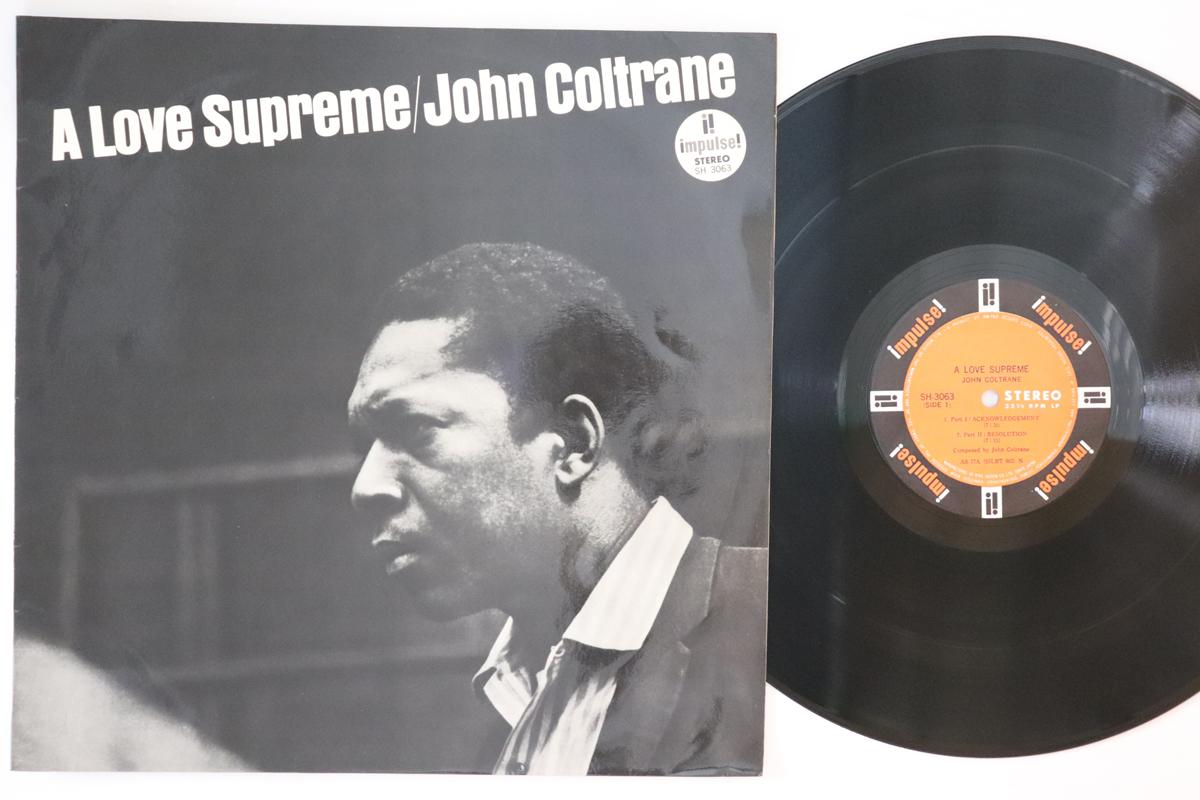 A Love Supreme/John Coltrane
i!
impulse!
STEREO
SH 3063
i!
impulse!
impulse!
A LOVE SUPREME
JOHN COLTRANE
SH-3063
(SIDE 1)
STEREO
33⅓ RPM LP
i!
i!
1. Part I / ACKNOWLEDGEMENT
2. Part II : RESOLUTION
Composed by John Coltrane
impulse!
impulse!
i!